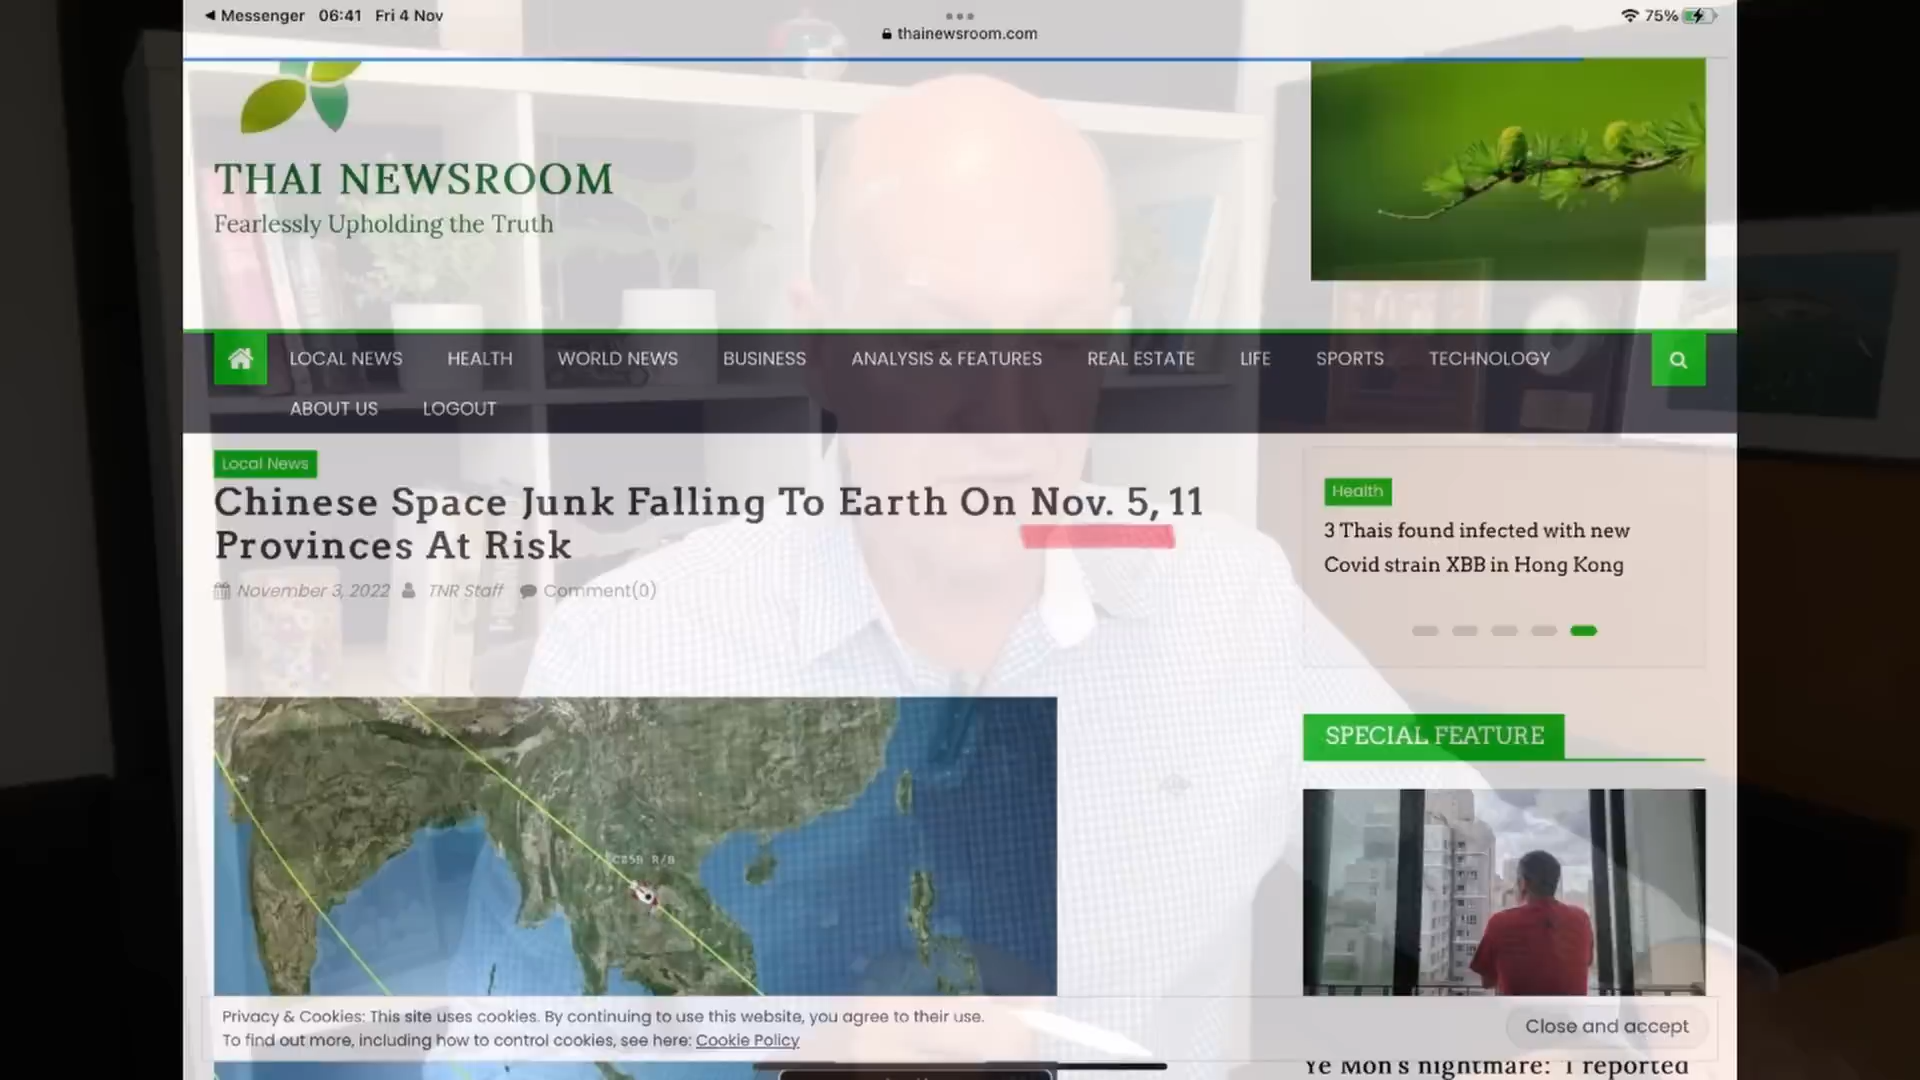 Messenger 06:41 Fri 4 Nov
75%
thainewsroom.com
THAI NEWSROOM
Fearlessly Upholding the Truth
LOCAL NEWS HEALTH WORLD NEWS BUSINESS ANALYSIS & FEATURES REAL ESTATE LIFE SPORTS TECHNOLOGY
ABOUT US LOGOUT
Local News
Chinese Space Junk Falling To Earth On Nov. 5, 11
Provinces At Risk
November 3, 2022 TNR Staff Comment(0)
Health
3 Thais found infected with new
Covid strain XBB in Hong Kong
SPECIAL FEATURE
CZ5B R/B
Privacy & Cookies: This site uses cookies. By continuing to use this website, you agree to their use.
To find out more, including how to control cookies, see here: Cookie Policy
Close and accept
Ye Mon's nightmare: 'I reported